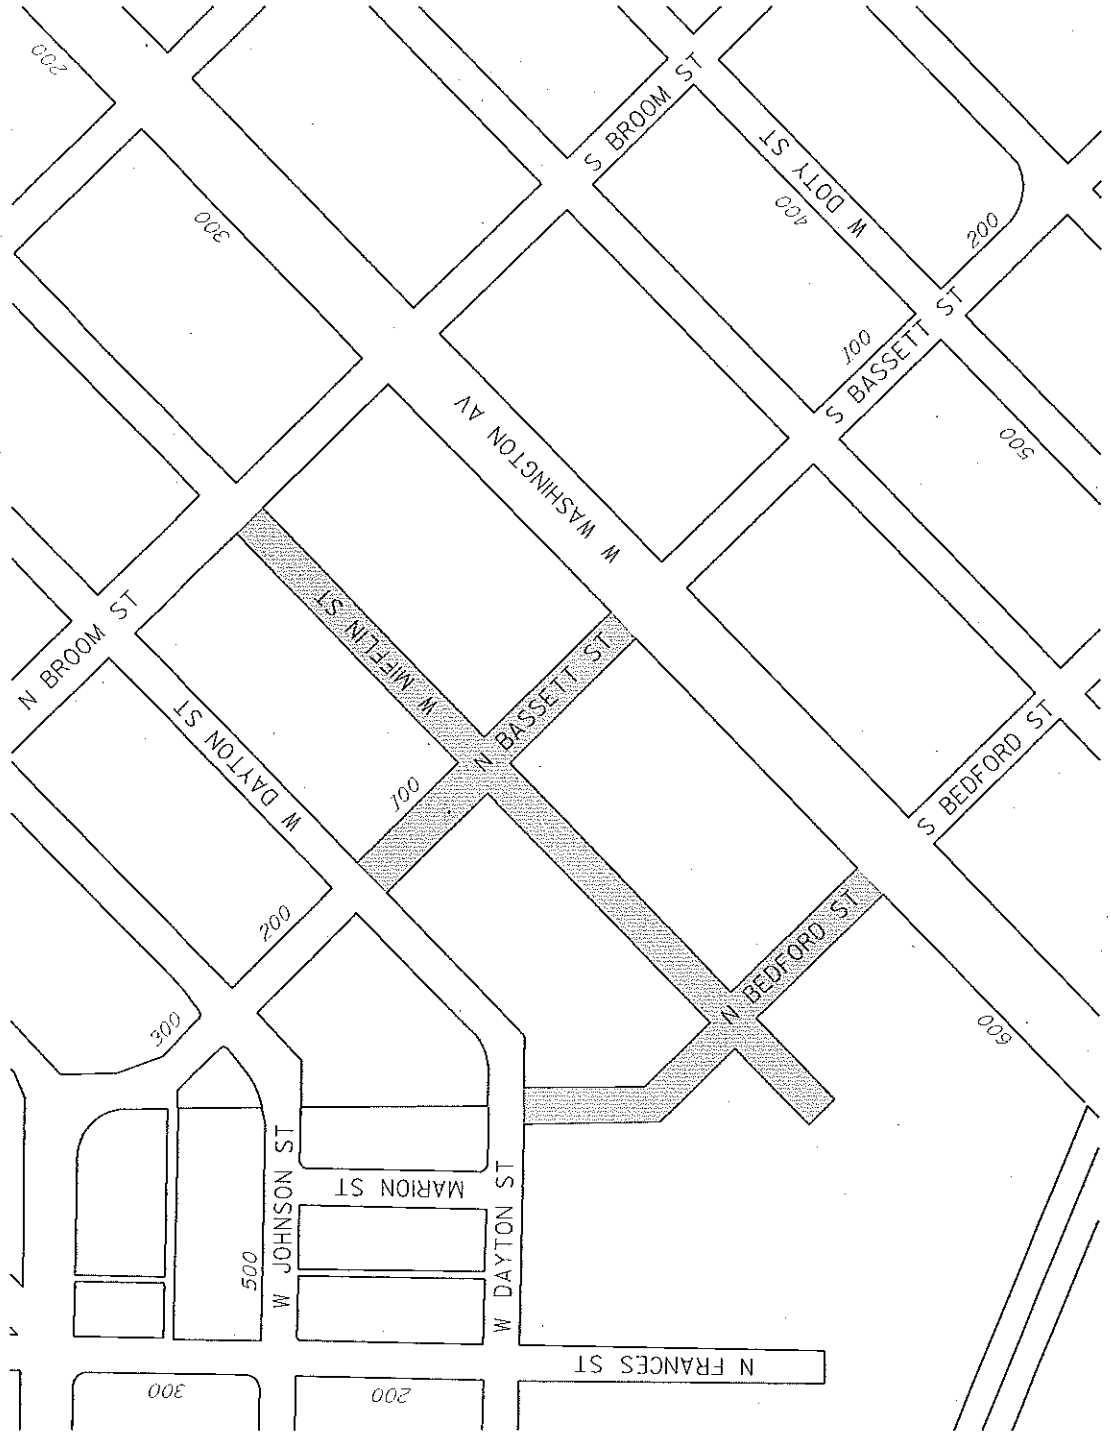 200
S BROOM ST
W DOTY ST
400
300
200
100
S BASSETT ST
W WASHINGTON AV
500
N BROOM ST
W MIFFLIN ST
N BASSETT ST
W DAYTON ST
100
S BEDFORD ST
200
N BEDFORD ST
300
600
MARION ST
W JOHNSON ST
W DAYTON ST
500
N FRANCES ST
300
200